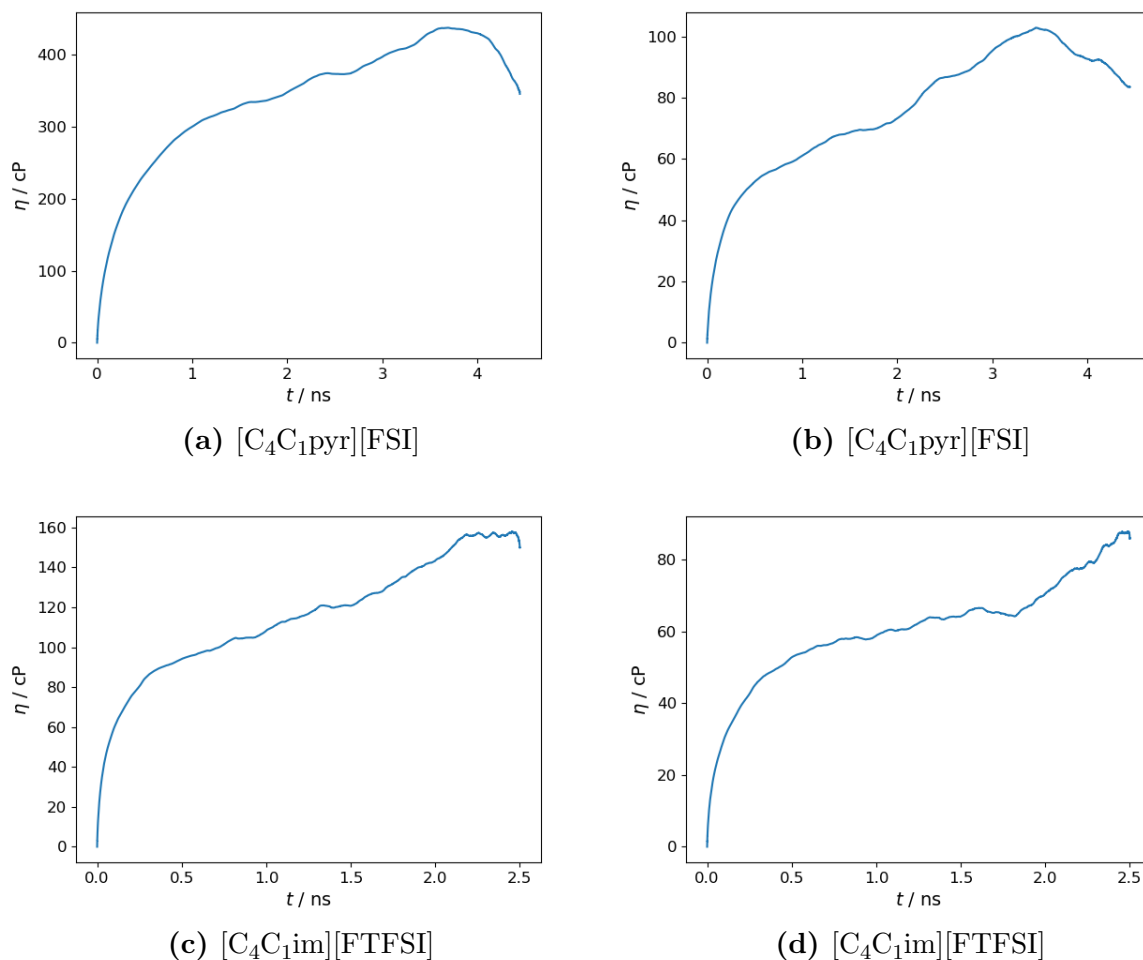 400
300
200
100
0
η / cP
0 1 2 3 4
t / ns
(a) [C₄C₁pyr][FSI]
100
80
60
40
20
0
η / cP
0 1 2 3 4
t / ns
(b) [C₄C₁pyr][FSI]
160
140
120
100
80
60
40
20
0
η / cP
0.0 0.5 1.0 1.5 2.0 2.5
t / ns
(c) [C₄C₁im][FTFSI]
80
60
40
20
0
η / cP
0.0 0.5 1.0 1.5 2.0 2.5
t / ns
(d) [C₄C₁im][FTFSI]